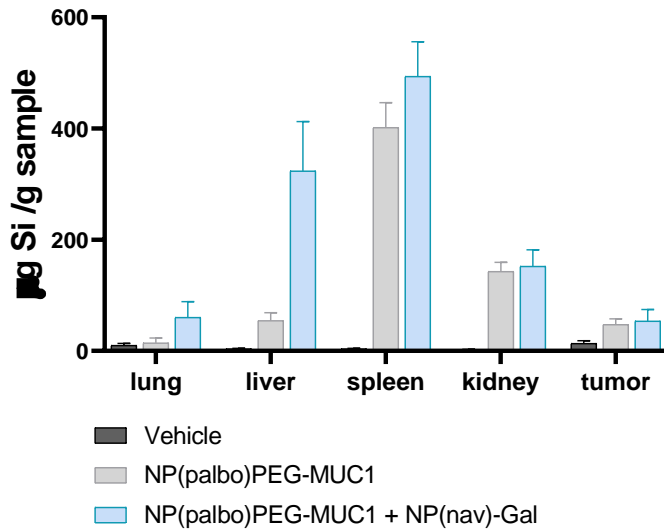 600
400
200
0
µg Si /g sample
lung liver spleen kidney tumor
Vehicle
NP(palbo)PEG-MUC1
NP(palbo)PEG-MUC1 + NP(nav)-Gal